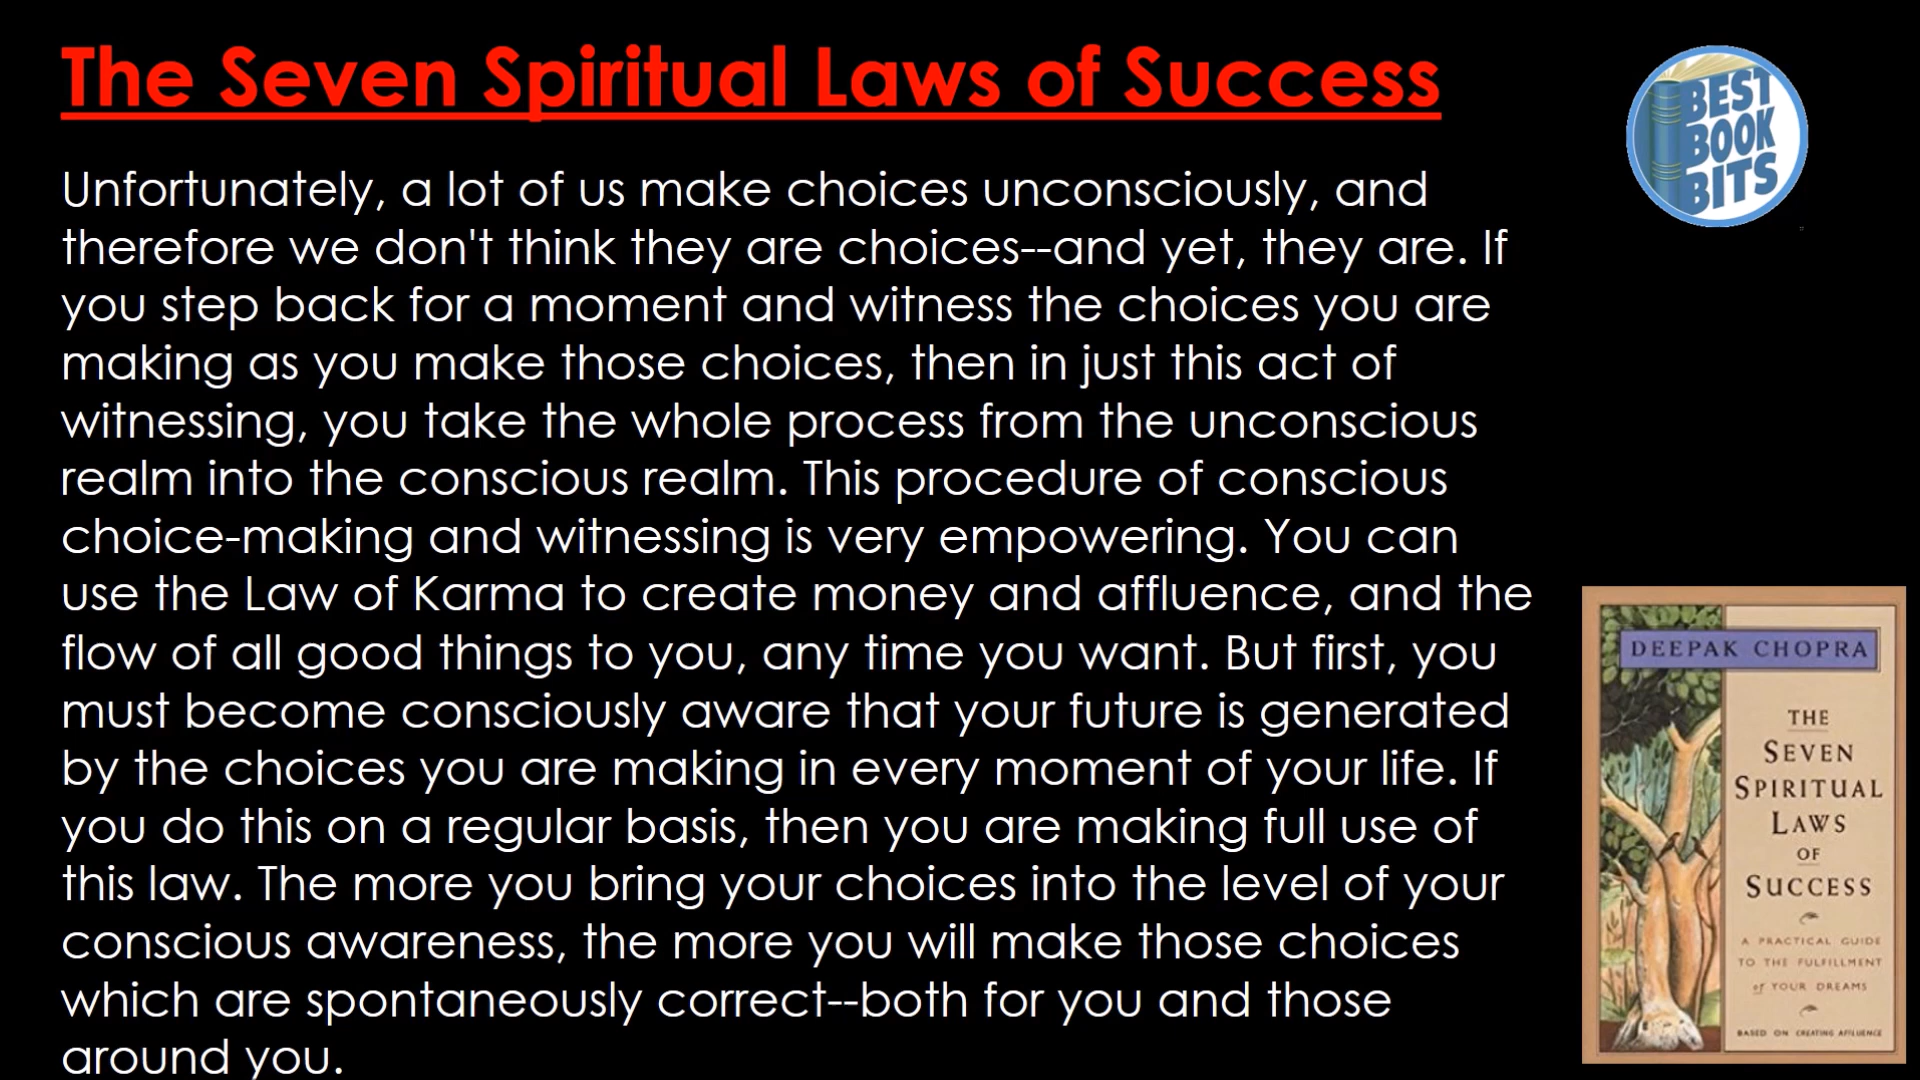 The Seven Spiritual Laws of Success
Unfortunately, a lot of us make choices unconsciously, and
therefore we don't think they are choices--and yet, they are. If
you step back for a moment and witness the choices you are
making as you make those choices, then in just this act of
witnessing, you take the whole process from the unconscious
realm into the conscious realm. This procedure of conscious
choice-making and witnessing is very empowering. You can
use the Law of Karma to create money and affluence, and the
flow of all good things to you, any time you want. But first, you
must become consciously aware that your future is generated
by the choices you are making in every moment of your life. If
you do this on a regular basis, then you are making full use of
this law. The more you bring your choices into the level of your
conscious awareness, the more you will make those choices
which are spontaneously correct--both for you and those
around you.
BEST
BOOK
BITS
DEEPAK CHOPRA
THE
SEVEN
SPIRITUAL
LAWS
OF
SUCCESS
A PRACTICAL GUIDE
TO THE FULFILLMENT
of YOUR DREAMS
BASED ON CREATING AFFLUENCE